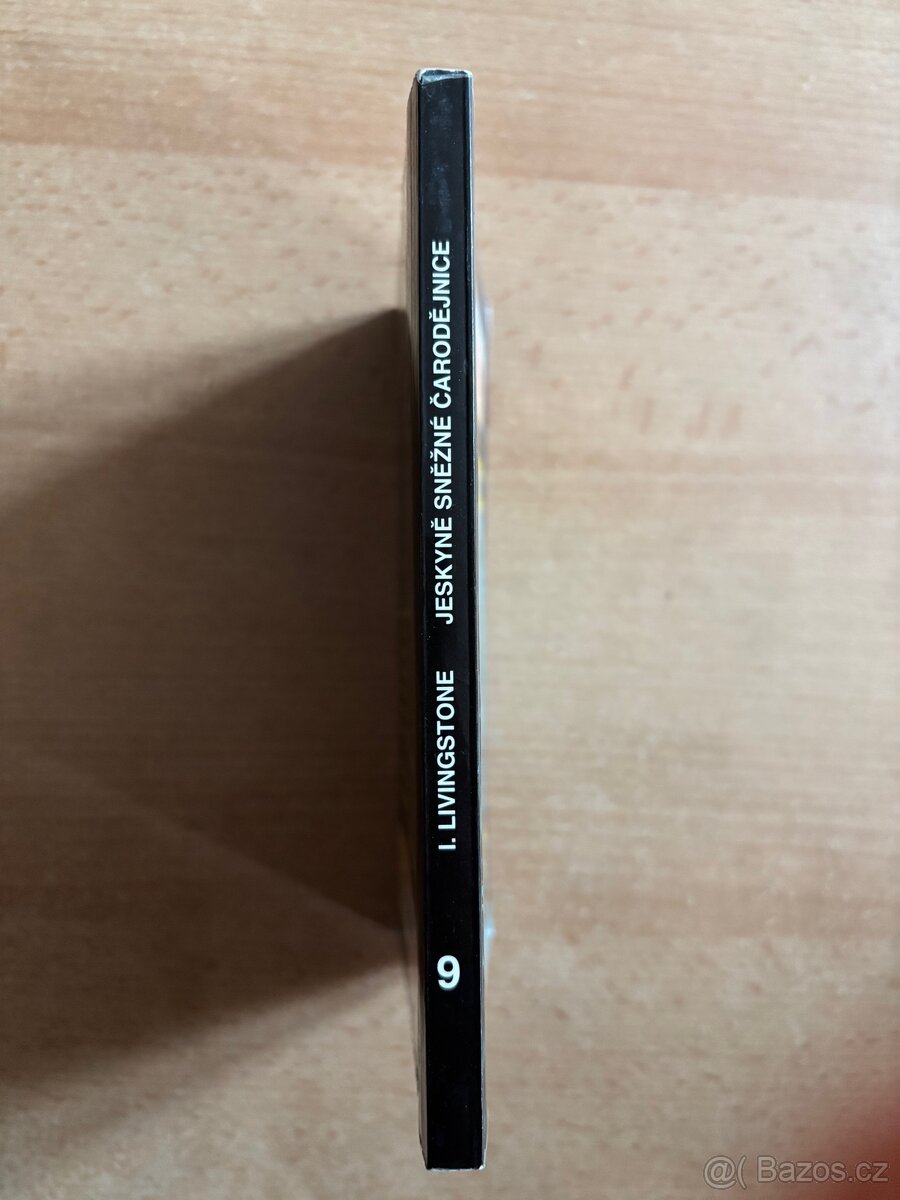 9 I. LIVINGSTONE JESKYNĚ SNĚŽNÉ ČARODĚJNICE
@( Bazos.cz